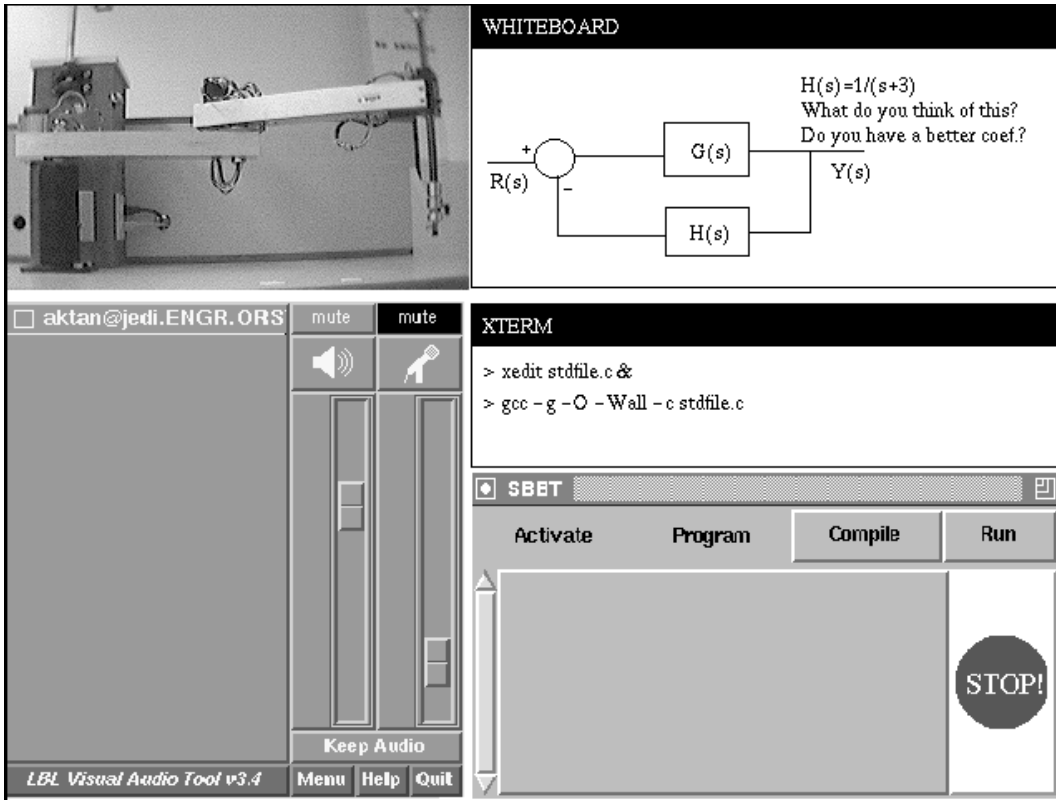 WHITEBOARD
H(s)=1/(s+3)
What do you think of this?
Do you have a better coef.?
+
G(s)
R(s)
Y(s)
–
H(s)
aktan@jedi.ENGR.ORS
mute
mute
XTERM
> xedit stdfile.c &
> gcc –g –O –Wall –c stdfile.c
SBET
Activate
Program
Compile
Run
STOP!
Keep Audio
LBL Visual Audio Tool v3.4
Menu
Help
Quit